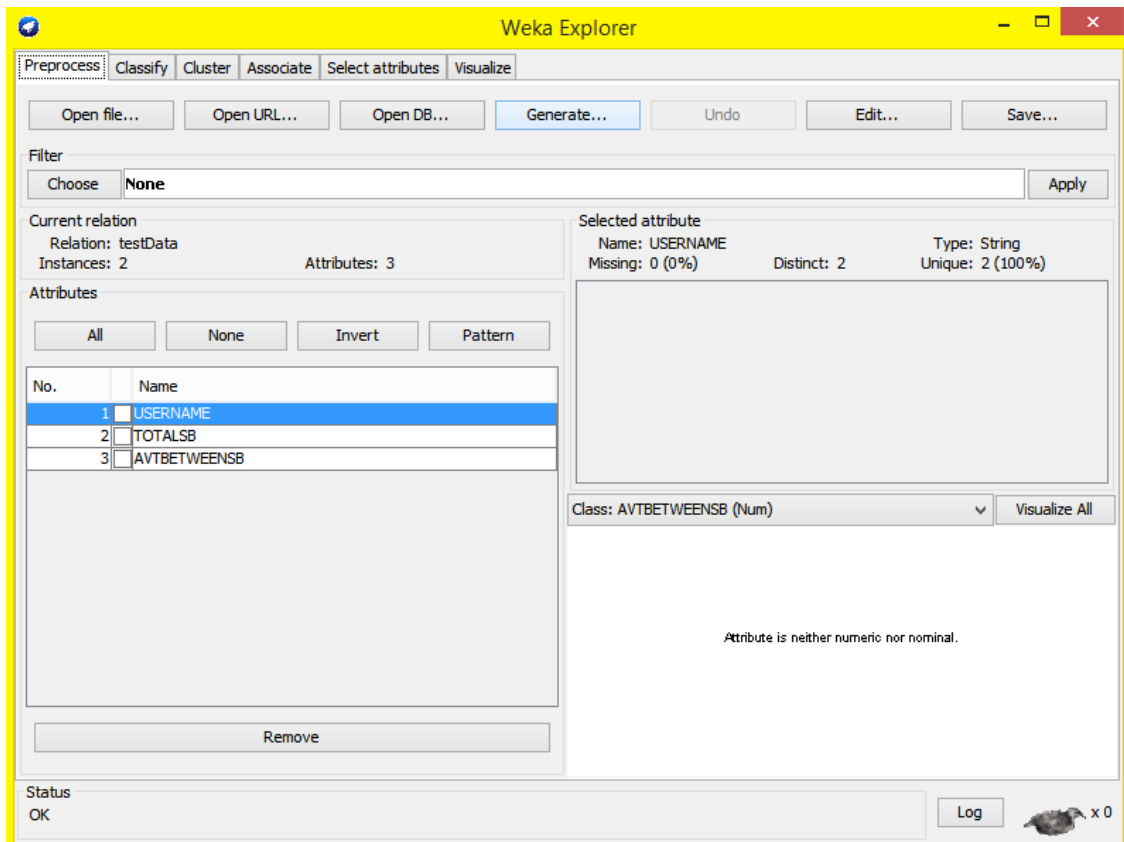 Weka Explorer
Preprocess Classify Cluster Associate Select attributes Visualize
Open file... Open URL... Open DB... Generate... Undo Edit... Save...
Filter
Choose None Apply
Current relation
Relation: testData
Instances: 2 Attributes: 3
Selected attribute
Name: USERNAME Type: String
Missing: 0 (0%) Distinct: 2 Unique: 2 (100%)
Attributes
All None Invert Pattern
No. Name
1 USERNAME
2 TOTALSB
3 AVTBETWEENSB
Remove
Class: AVTBETWEENSB (Num) Visualize All
Attribute is neither numeric nor nominal.
Status
OK
Log x 0